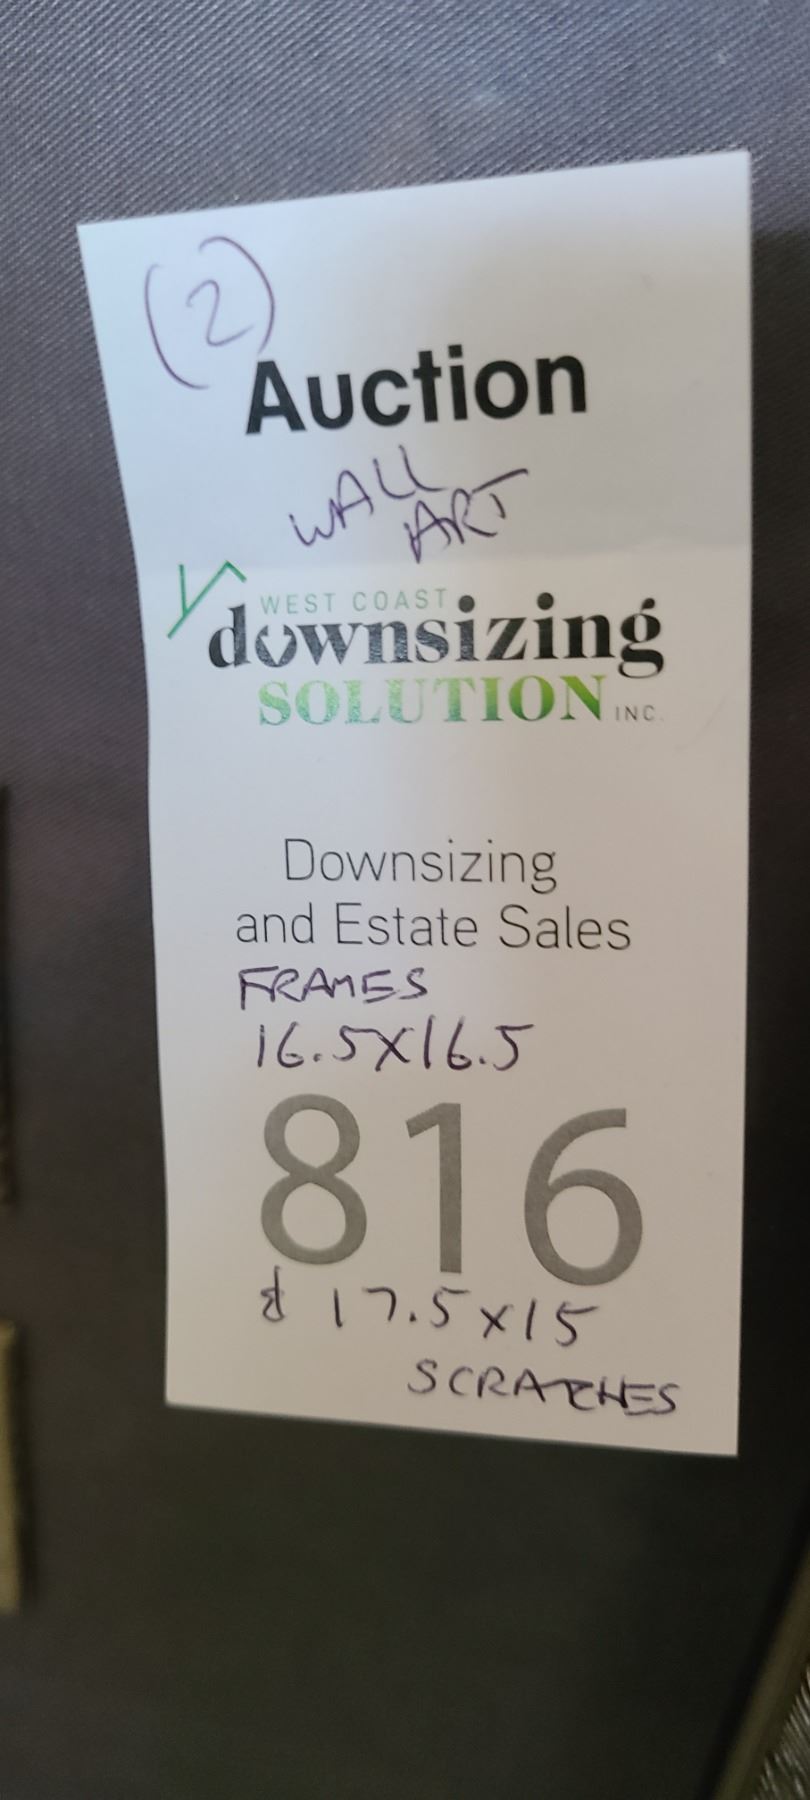 (2)
Auction
WALL
ART
WEST COAST
downsizing
SOLUTION INC.
Downsizing
and Estate Sales
FRAMES
16.5X16.5
816
& 17.5x15
SCRATCHES